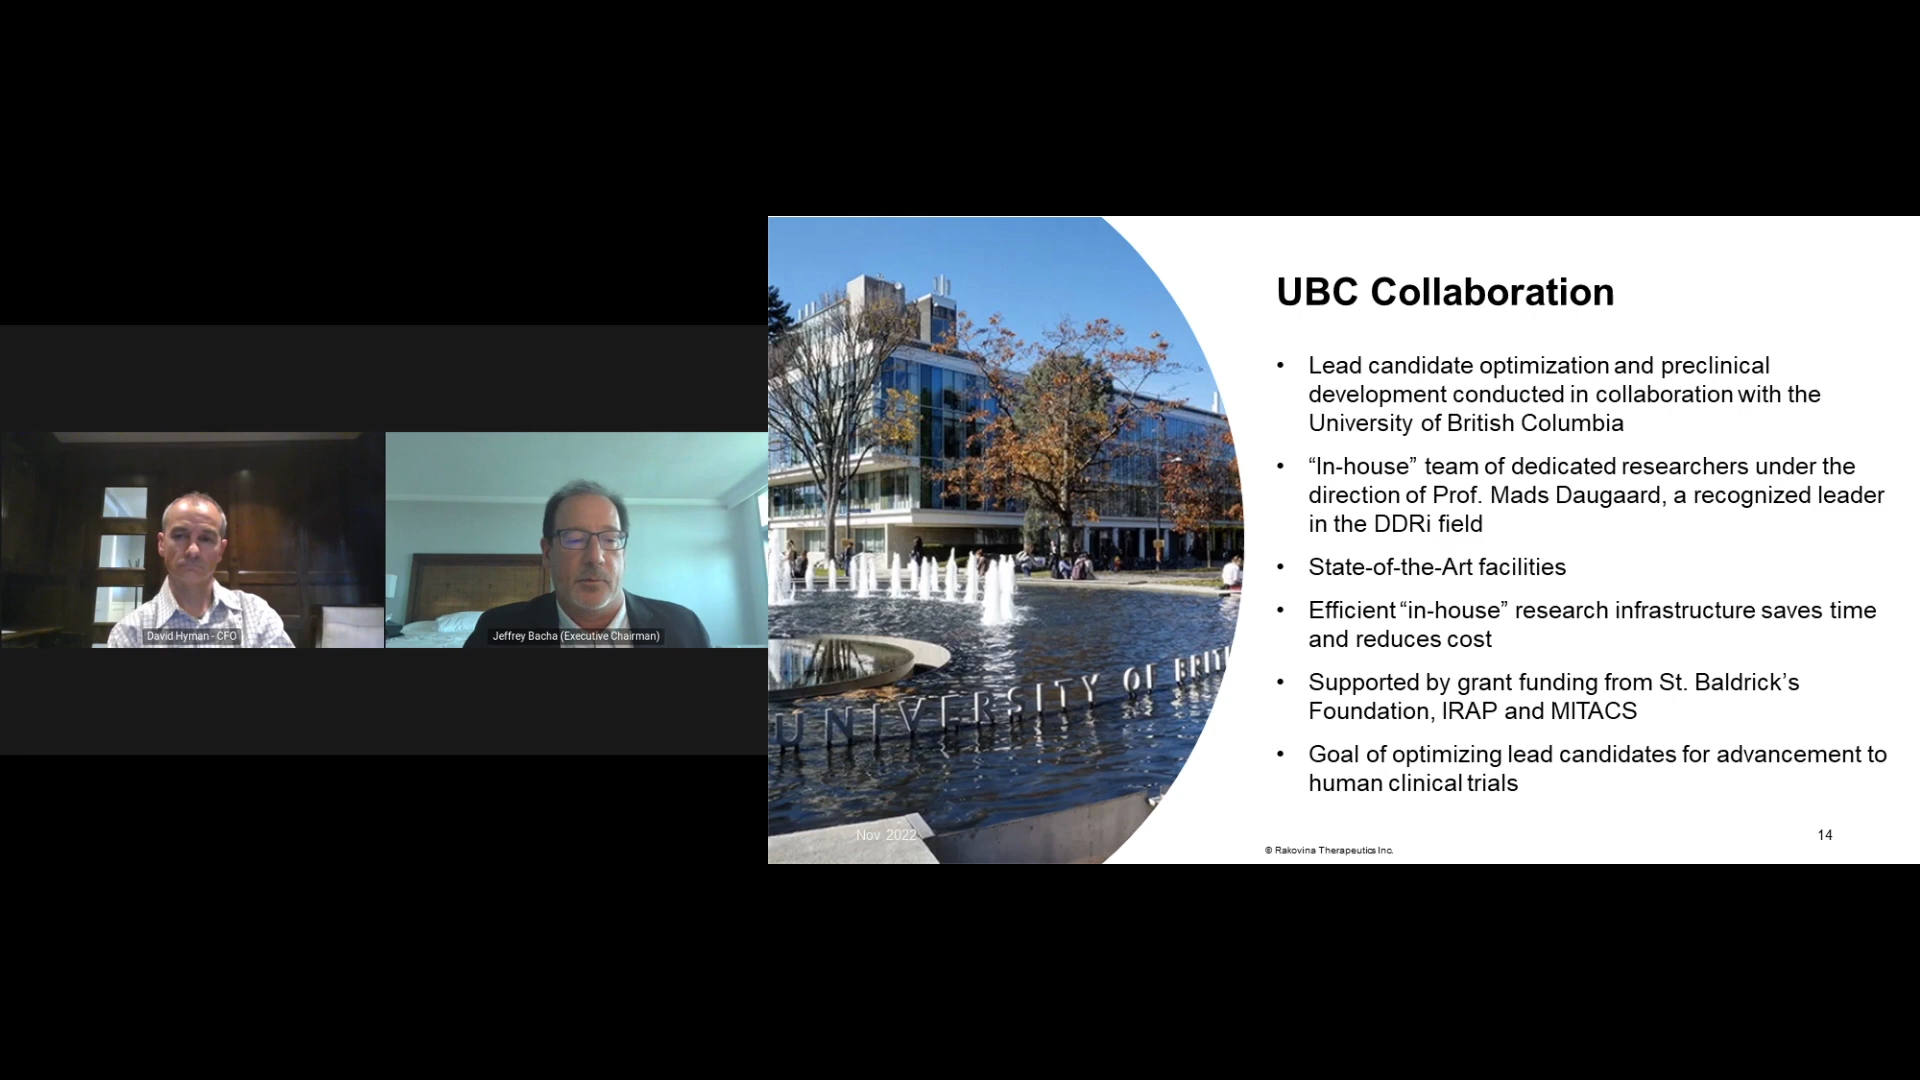 David Hyman - CFO
Jeffrey Bacha (Executive Chairman)
UNIVERSITY OF BRITI
Nov 2022
UBC Collaboration
• Lead candidate optimization and preclinical
development conducted in collaboration with the
University of British Columbia
• “In-house” team of dedicated researchers under the
direction of Prof. Mads Daugaard, a recognized leader
in the DDRi field
• State-of-the-Art facilities
• Efficient “in-house” research infrastructure saves time
and reduces cost
• Supported by grant funding from St. Baldrick’s
Foundation, IRAP and MITACS
• Goal of optimizing lead candidates for advancement to
human clinical trials
14
© Rakovina Therapeutics Inc.